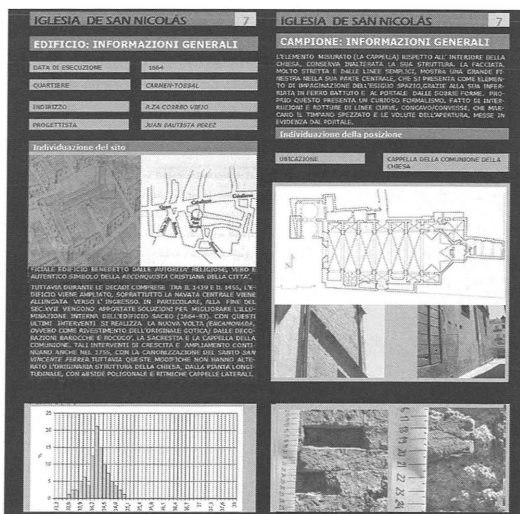 IGLESIA DE SAN NICOLÁS 7
EDIFICIO: INFORMAZIONI GENERALI
DATA DI ESECUZIONE 1664
QUARTIERE CARMEN-TOSSAL
INDIRIZZO P.ZA CORREO VIEJO
PROGETTISTA JUAN BAUTISTA PEREZ
Individuazione del sito
FICIALE EDIFICIO BENEDETTO DALLE AUTORITA' RELIGIOSE, VERO E
AUTENTICO SIMBOLO DELLA RECONQUISTA CRISTIANA DELLA CITTA'.
TUTTAVIA DURANTE LE DECADE COMPRESE TRA IL 1419 E IL 1455, L'E-
DIFICIO VIENE AMPLIATO, SOPRATTUTTO LA NAVATA CENTRALE VIENE
ALLUNGATA VERSO L'INGRESSO. IN PARTICOLARE, ALLA FINE DEL
SEC.XVII VENGONO APPORTATE SOLUZIONI PER MIGLIORARE L'ILLU-
MINAZIONE INTERNA DELL'EDIFICIO SACRO (1664-93). CON QUESTI
ULTIMI INTERVENTI SI REALIZZA LA NUOVA VOLTA (ENCAMONADA,
OVVERO COME RIVESTIMENTO DELL'ORIGINALE GOTICA) DALLE DECO-
RAZIONI BAROCCHE E ROCOCO', LA SACRESTIA E LA CAPPELLA DELLA
COMUNIONE. TALI INTERVENTI DI CRESCITA E AMPLIAMENTO CONTI-
NUANO ANCHE NEL 1755, CON LA CANONIZZAZIONE DEL SANTO SAN
VINCENTE FERRER.TUTTAVIA QUESTE MODIFICHE NON HANNO ALTE-
RATO L'ORIGINARIA STRUTTURA DELLA CHIESA, DALLA PIANTA LONGI-
TUDINALE, CON ABSIDE POLIGONALE E RITMICHE CAPPELLE LATERALI.
%
25
20
15
10
5
0
IGLESIA DE SAN NICOLÁS 7
CAMPIONE: INFORMAZIONI GENERALI
L'ELEMENTO MISURATO (LA CAPPELLA) RISPETTO ALL'INTERIORE DELLA
CHIESA, CONSERVA INALTERATA LA SUA STRUTTURA. LA FACCIATA,
MOLTO STRETTA E DALLE LINEE SEMPLICI, MOSTRA UNA GRANDE FI-
NESTRA NELLA SUA PARTE CENTRALE, CHE SI PRESENTA COME ELEMEN-
TO DI IMPAGINAZIONE DELL'ESIGUO SPAZIO,GRAZIE ALLA SUA INFER-
RIATA IN FERRO BATTUTO E AL PORTALE DALLE SOBRIE FORME. PRO-
PRIO QUESTO PRESENTA UN CURIOSO FORMALISMO, FATTO DI INTER-
RUZIONI E ROTTURE DI LINEE CURVE, CONCAVO/CONVESSE, CHE MAR-
CANO IL TIMPANO SPEZZATO E LE VOLUTE DELL'APERTURA, MESSE IN
EVIDENZA DAL PORTALE.
Individuazione della posizione
UBICAZIONE CAPPELLA DELLA COMUNIONE DELLA
CHIESA